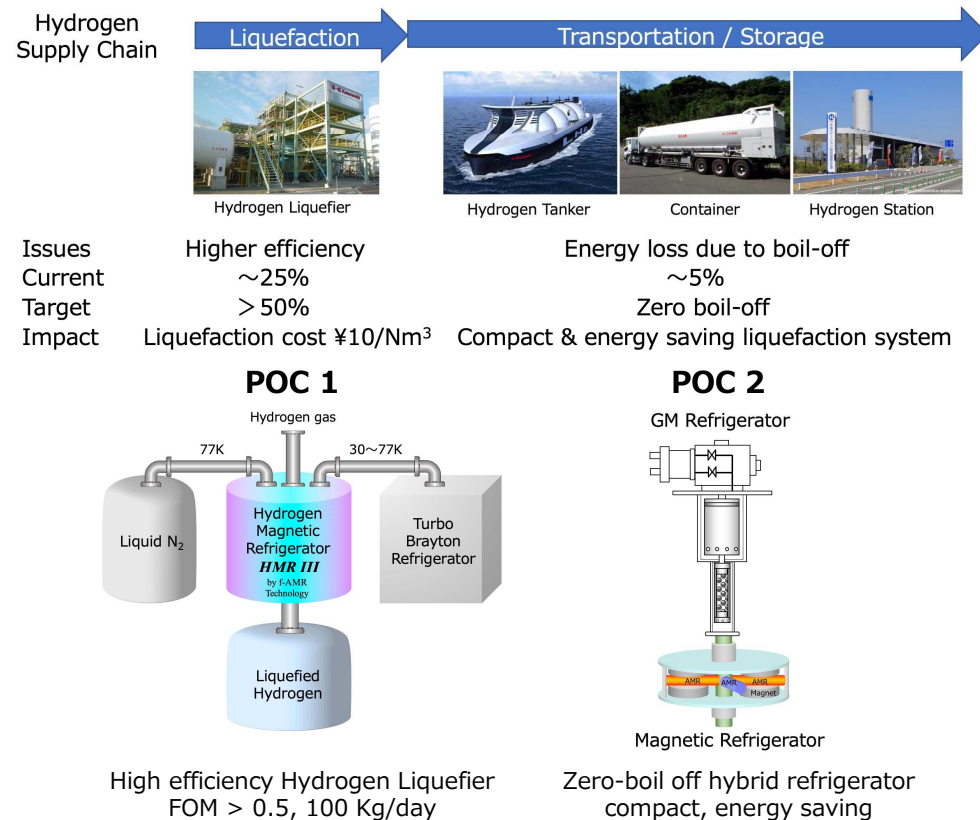 Hydrogen
Supply Chain
Liquefaction
Transportation / Storage
Hydrogen Liquefier
Hydrogen Tanker
Container
Hydrogen Station
Issues Higher efficiency Energy loss due to boil-off
Current ～25% ～5%
Target ＞50% Zero boil-off
Impact Liquefaction cost ¥10/Nm³ Compact & energy saving liquefaction system
POC 1
Hydrogen gas
77K
30～77K
Liquid N₂
Hydrogen
Magnetic
Refrigerator
HMR III
by f-AMR
Technology
Turbo
Brayton
Refrigerator
Liquefied
Hydrogen
High efficiency Hydrogen Liquefier
FOM > 0.5, 100 Kg/day
POC 2
GM Refrigerator
AMR
AMR
AMR
Magnet
Magnetic Refrigerator
Zero-boil off hybrid refrigerator
compact, energy saving